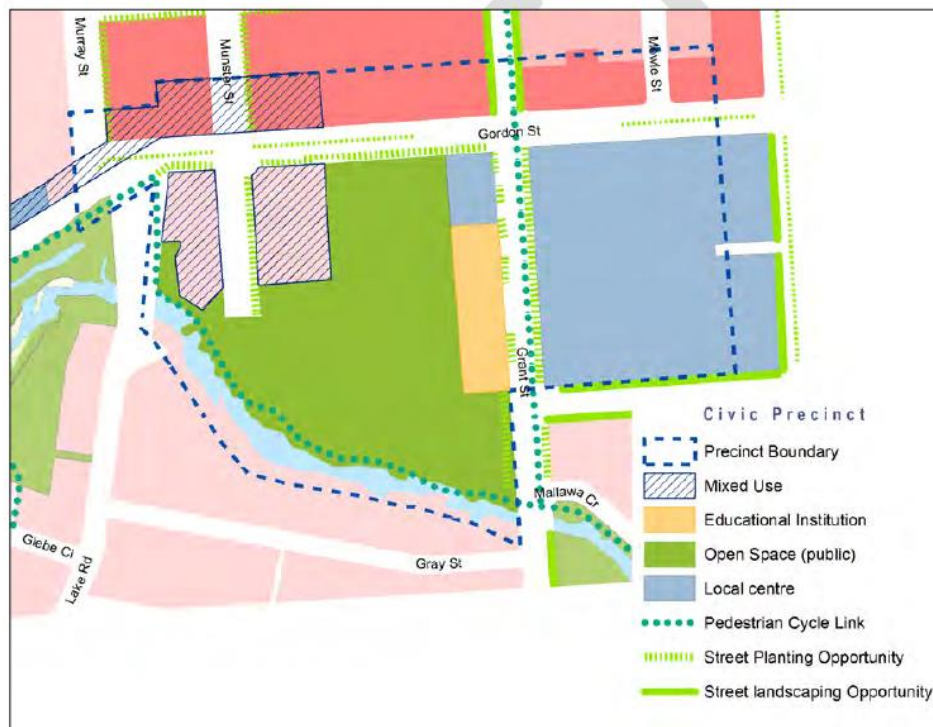 Murray St
Munster St
Mowle St
Gordon St
Grant St
Civic Precinct
Precinct Boundary
Mixed Use
Educational Institution
Open Space (public)
Local centre
Pedestrian Cycle Link
Street Planting Opportunity
Street landscaping Opportunity
Maltawa Cr
Gray St
Glebe Cl
Lake Rd